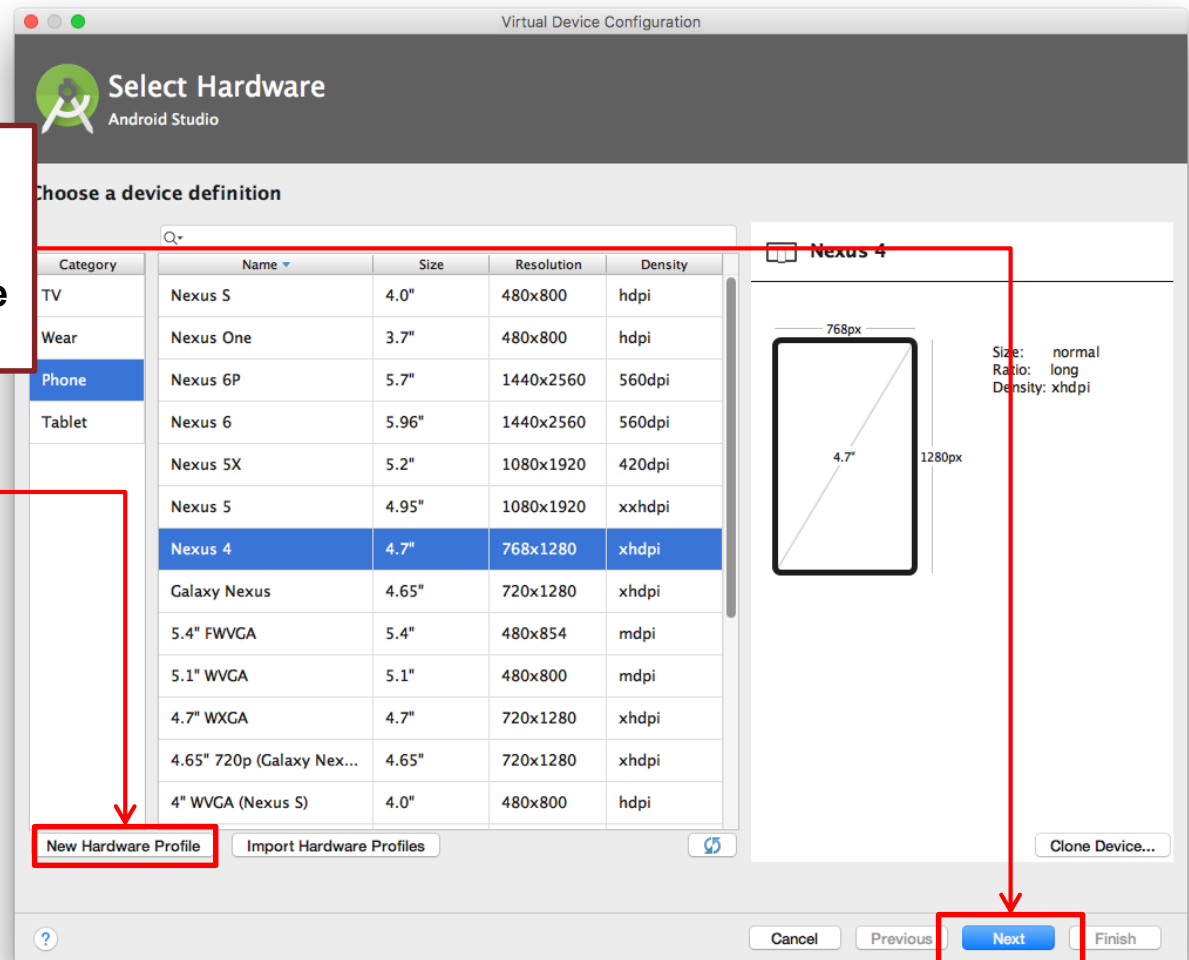 Virtual Device Configuration
Select Hardware
Android Studio
Choose a device definition
Category Name Size Resolution Density
Nexus 4
TV Nexus S 4.0" 480x800 hdpi
e
Wear Nexus One 3.7" 480x800 hdpi
Phone Nexus 6P 5.7" 1440x2560 560dpi
Tablet Nexus 6 5.96" 1440x2560 560dpi
Nexus 5X 5.2" 1080x1920 420dpi
Nexus 5 4.95" 1080x1920 xxhdpi
Nexus 4 4.7" 768x1280 xhdpi
Galaxy Nexus 4.65" 720x1280 xhdpi
5.4" FWVGA 5.4" 480x854 mdpi
5.1" WVGA 5.1" 480x800 mdpi
4.7" WXGA 4.7" 720x1280 xhdpi
4.65" 720p (Galaxy Nex... 4.65" 720x1280 xhdpi
4" WVGA (Nexus S) 4.0" 480x800 hdpi
768px
Size: normal
Ratio: long
Density: xhdpi
4.7"
1280px
New Hardware Profile Import Hardware Profiles
Clone Device...
? Cancel Previous Next Finish